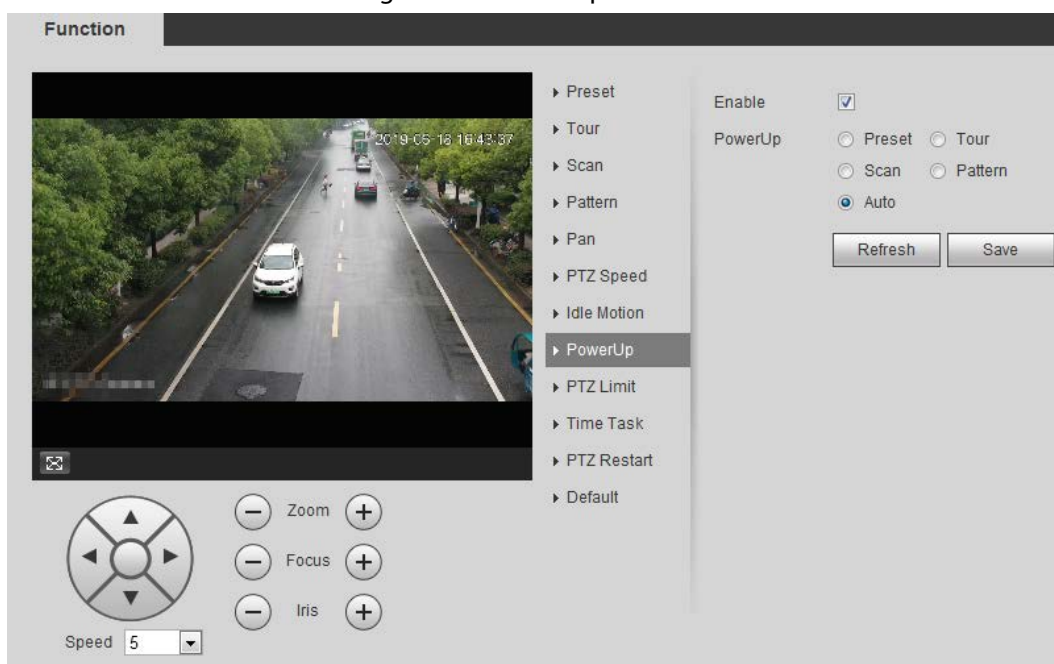 Function
2019-05-18 16:43:37
Preset
Tour
Scan
Pattern
Pan
PTZ Speed
Idle Motion
PowerUp
PTZ Limit
Time Task
PTZ Restart
Default
Enable
PowerUp
Preset Tour
Scan Pattern
Auto
Refresh Save
Zoom
Focus
Iris
Speed 5